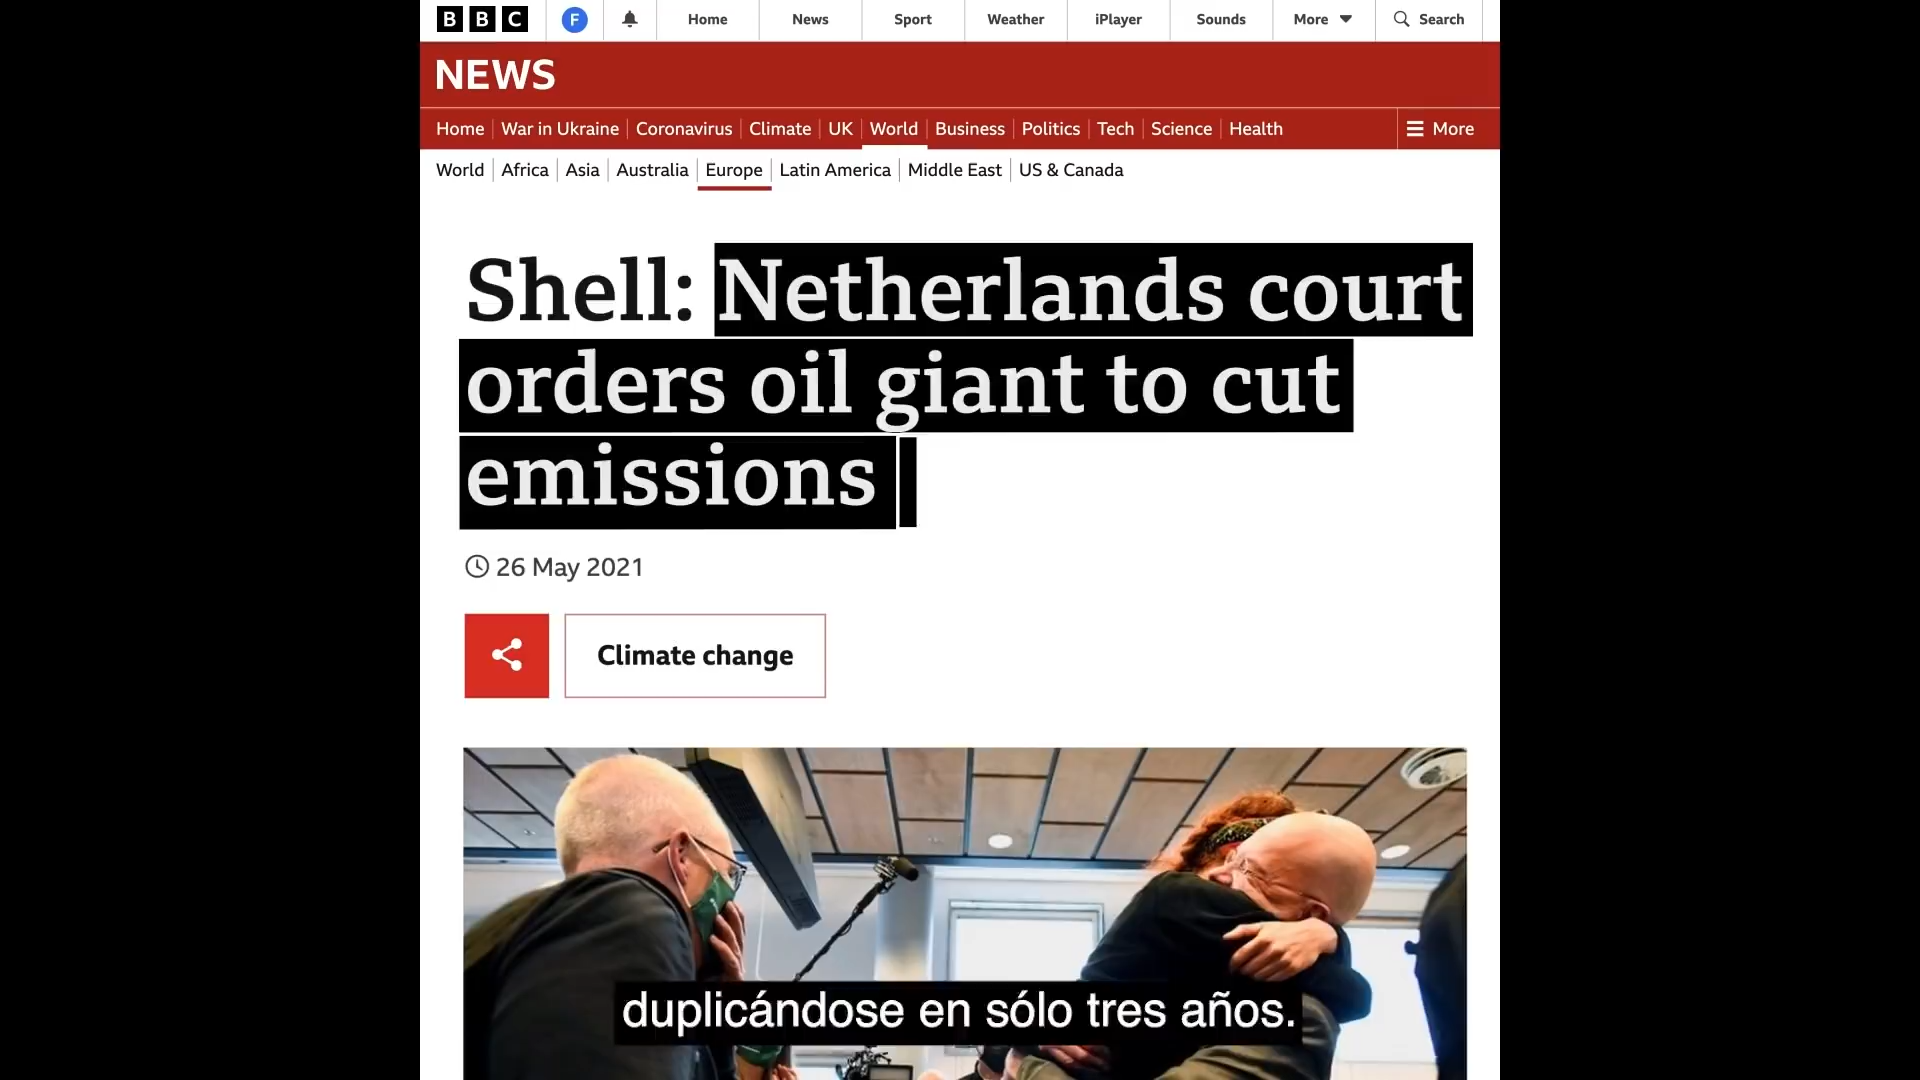 BBC F Home News Sport Weather iPlayer Sounds More Search
NEWS
Home War in Ukraine Coronavirus Climate UK World Business Politics Tech Science Health More
World Africa Asia Australia Europe Latin America Middle East US & Canada
Shell: Netherlands court
orders oil giant to cut
emissions
26 May 2021
Climate change
duplicándose en sólo tres años.